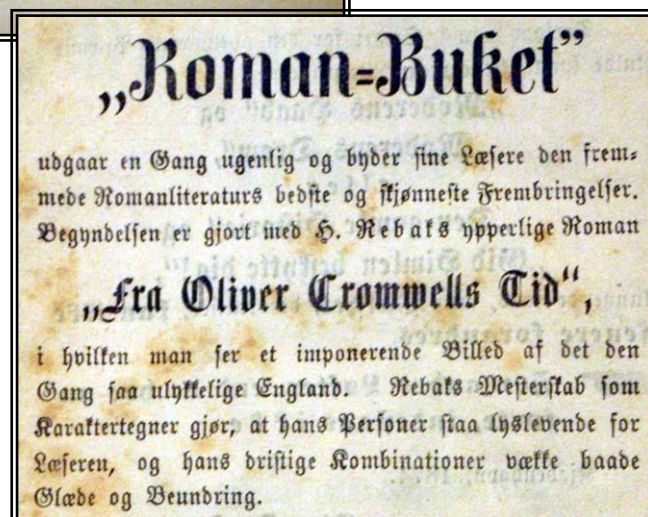 „Roman=Buket”
udgaar en Gang ugenlig og byder sine Læsere den frem=
mede Romanliteraturs bedste og skjønneste Frembringelser.
Begyndelsen er gjort med H. Rebaks ypperlige Roman
„Fra Oliver Cromwells Tid“,
i hvilken man ser et imponerende Billed af det den
Gang saa ulykkelige England. Rebaks Mesterskab som
Karaktertegner gjør, at hans Personer staa lyslevende for
Læseren, og hans dristige Kombinationer vække baade
Glæde og Beundring.